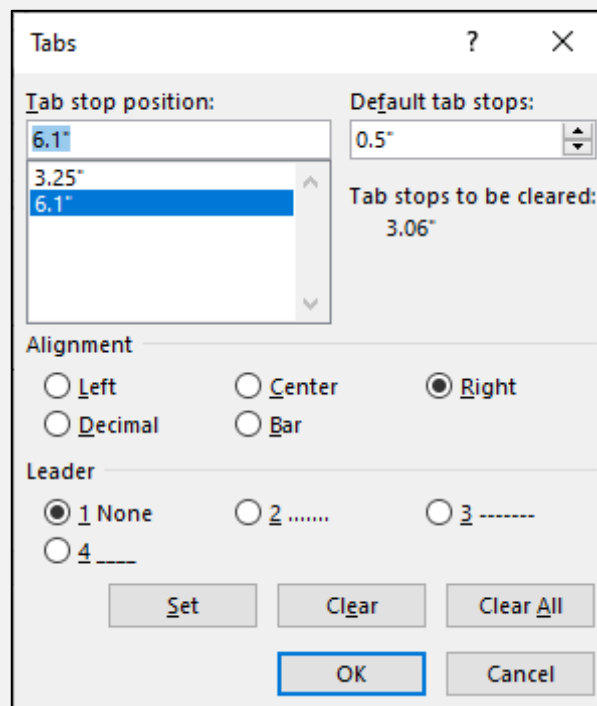 Tabs ?
Tab stop position: Default tab stops:
6.1" 0.5"
3.25" Tab stops to be cleared:
6.1" 3.06"
Alignment
Left Center Right
Decimal Bar
Leader
1 None 2 ....... 3 -------
4 ____
Set Clear Clear All
OK Cancel